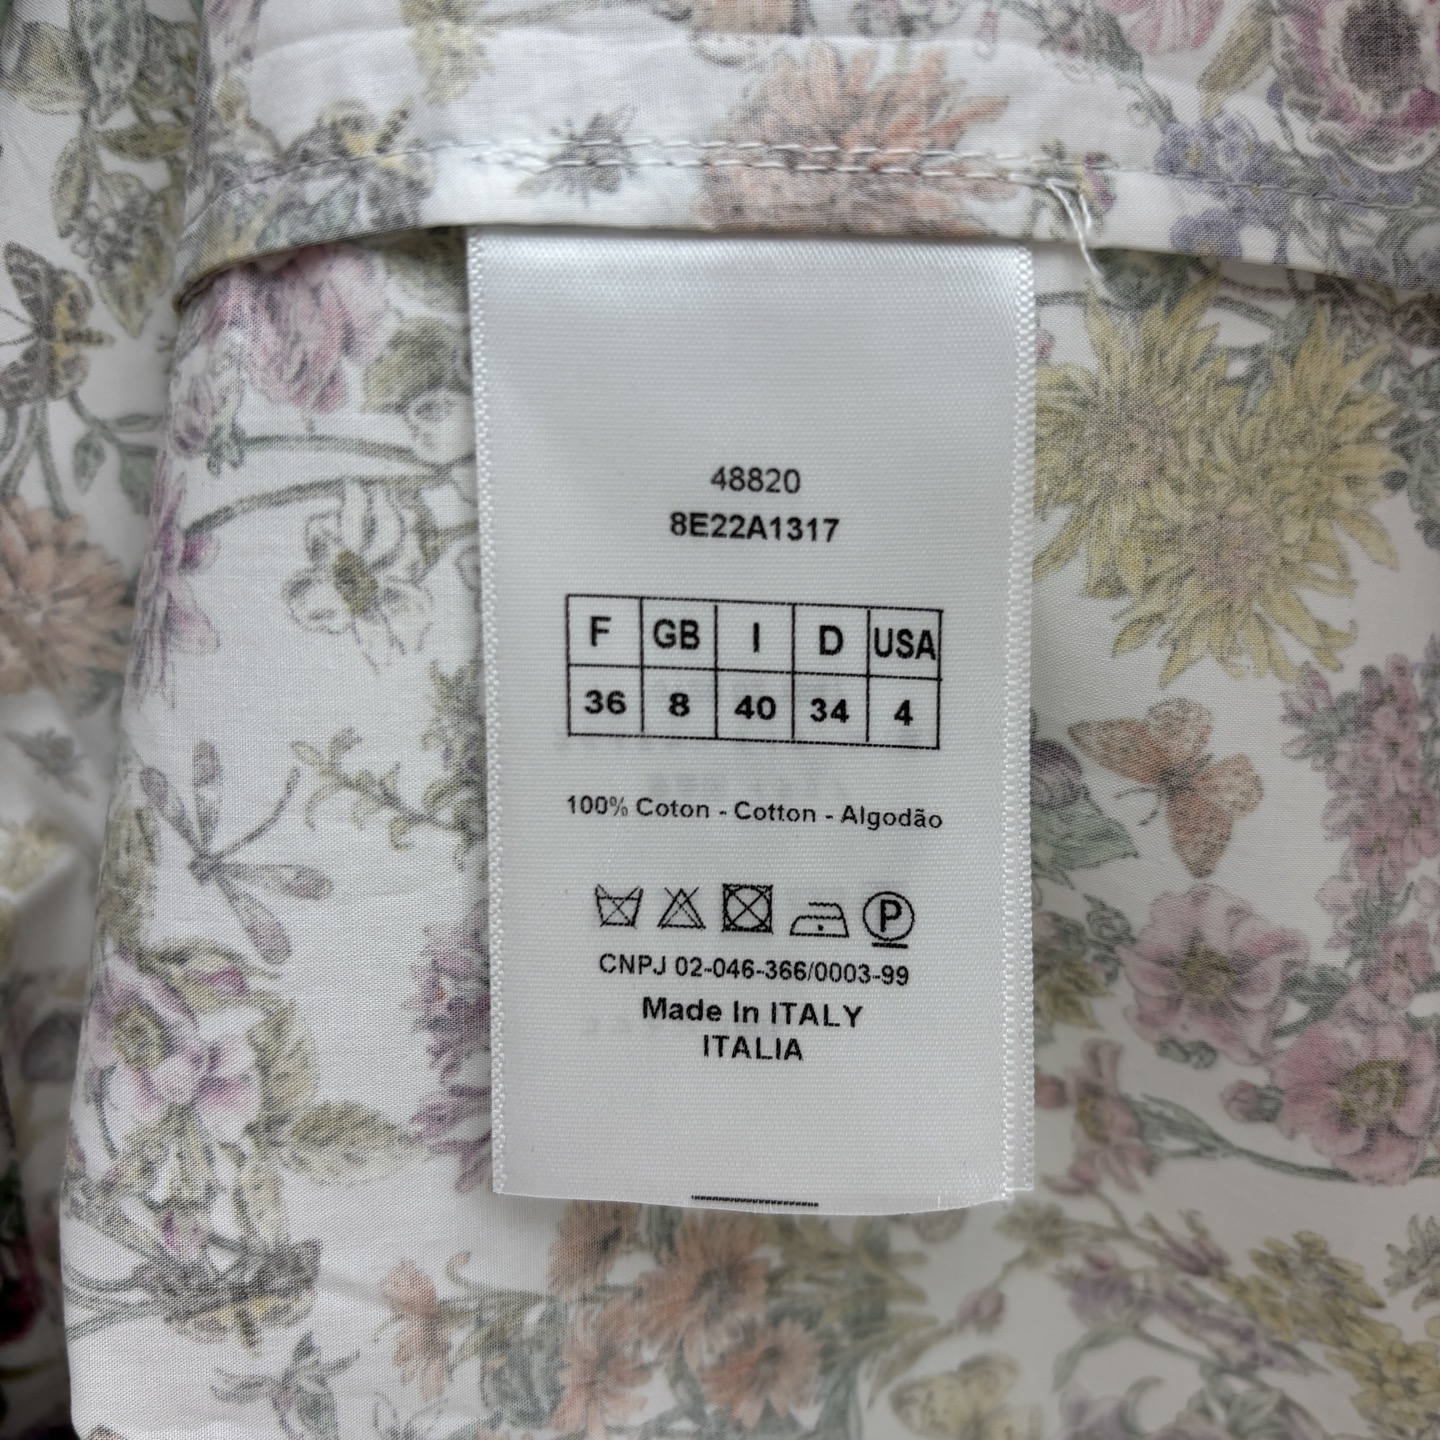 48820
8E22A1317
F GB I D USA
36 8 40 34 4
100% Coton - Cotton - Algodão
P
CNPJ 02-046-366/0003-99
Made In ITALY
ITALIA